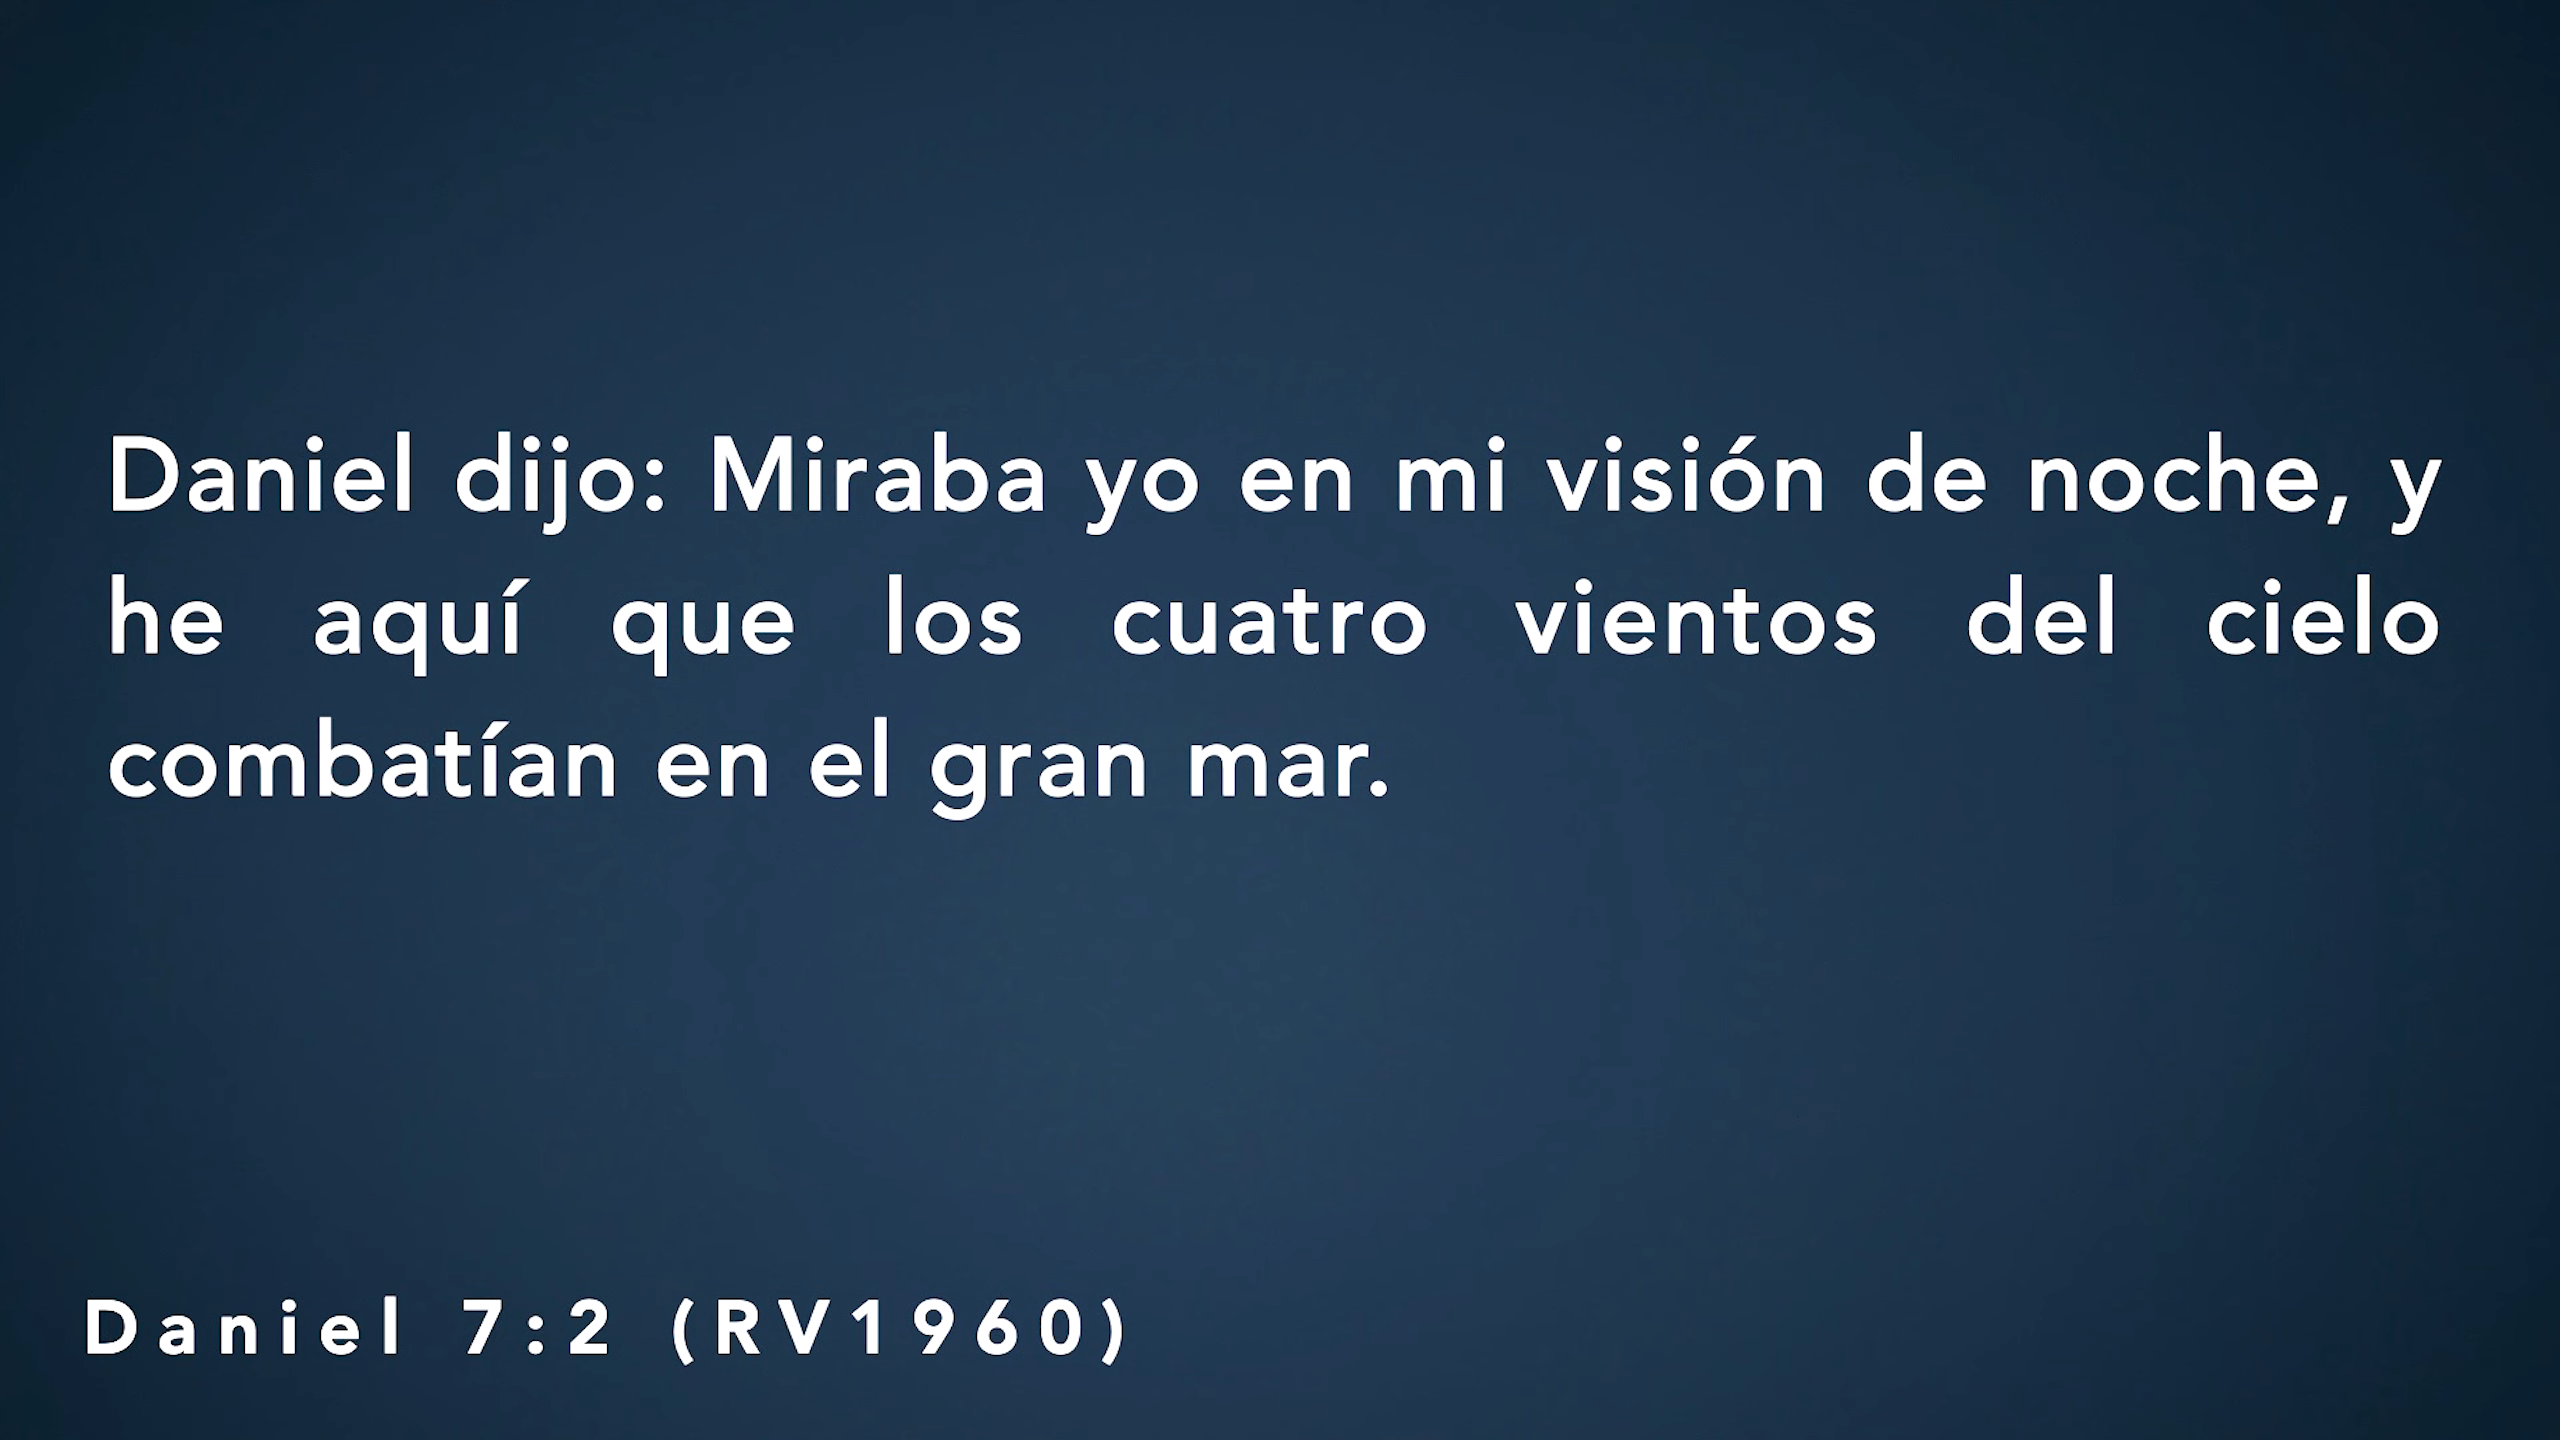 Daniel dijo: Miraba yo en mi visión de noche, y
he aquí que los cuatro vientos del cielo
combatían en el gran mar.
Daniel 7:2 (RV1960)